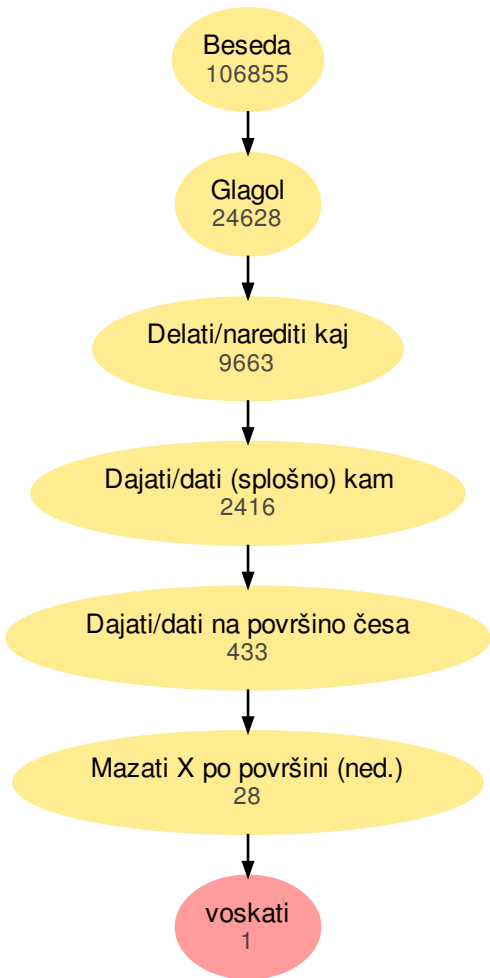 Beseda
106855
Glagol
24628
Delati/narediti kaj
9663
Dajati/dati (splošno) kam
2416
Dajati/dati na površino česa
433
Mazati X po površini (ned.)
28
voskati
1